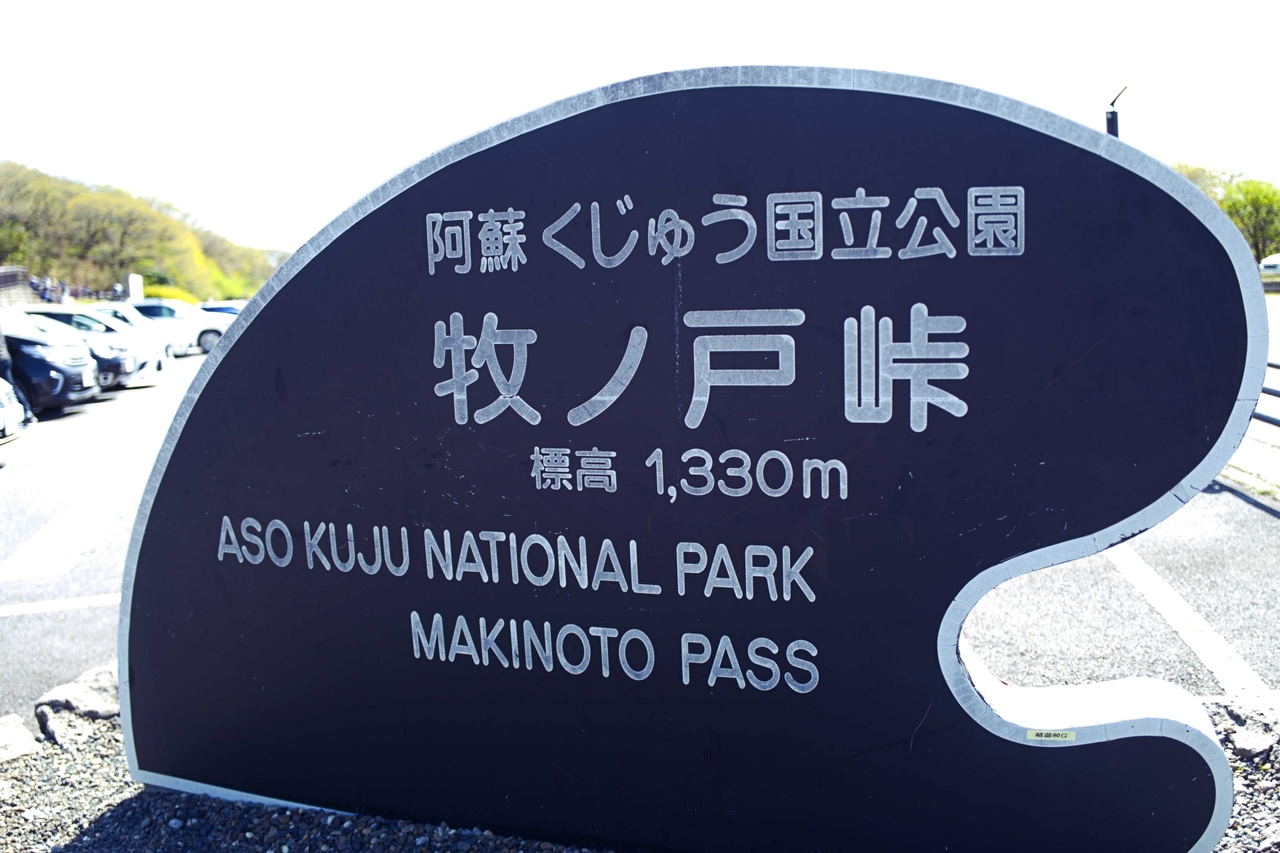 阿蘇くじゅう国立公園
牧ノ戸峠
標高 1,330m
ASO KUJU NATIONAL PARK
MAKINOTO PASS